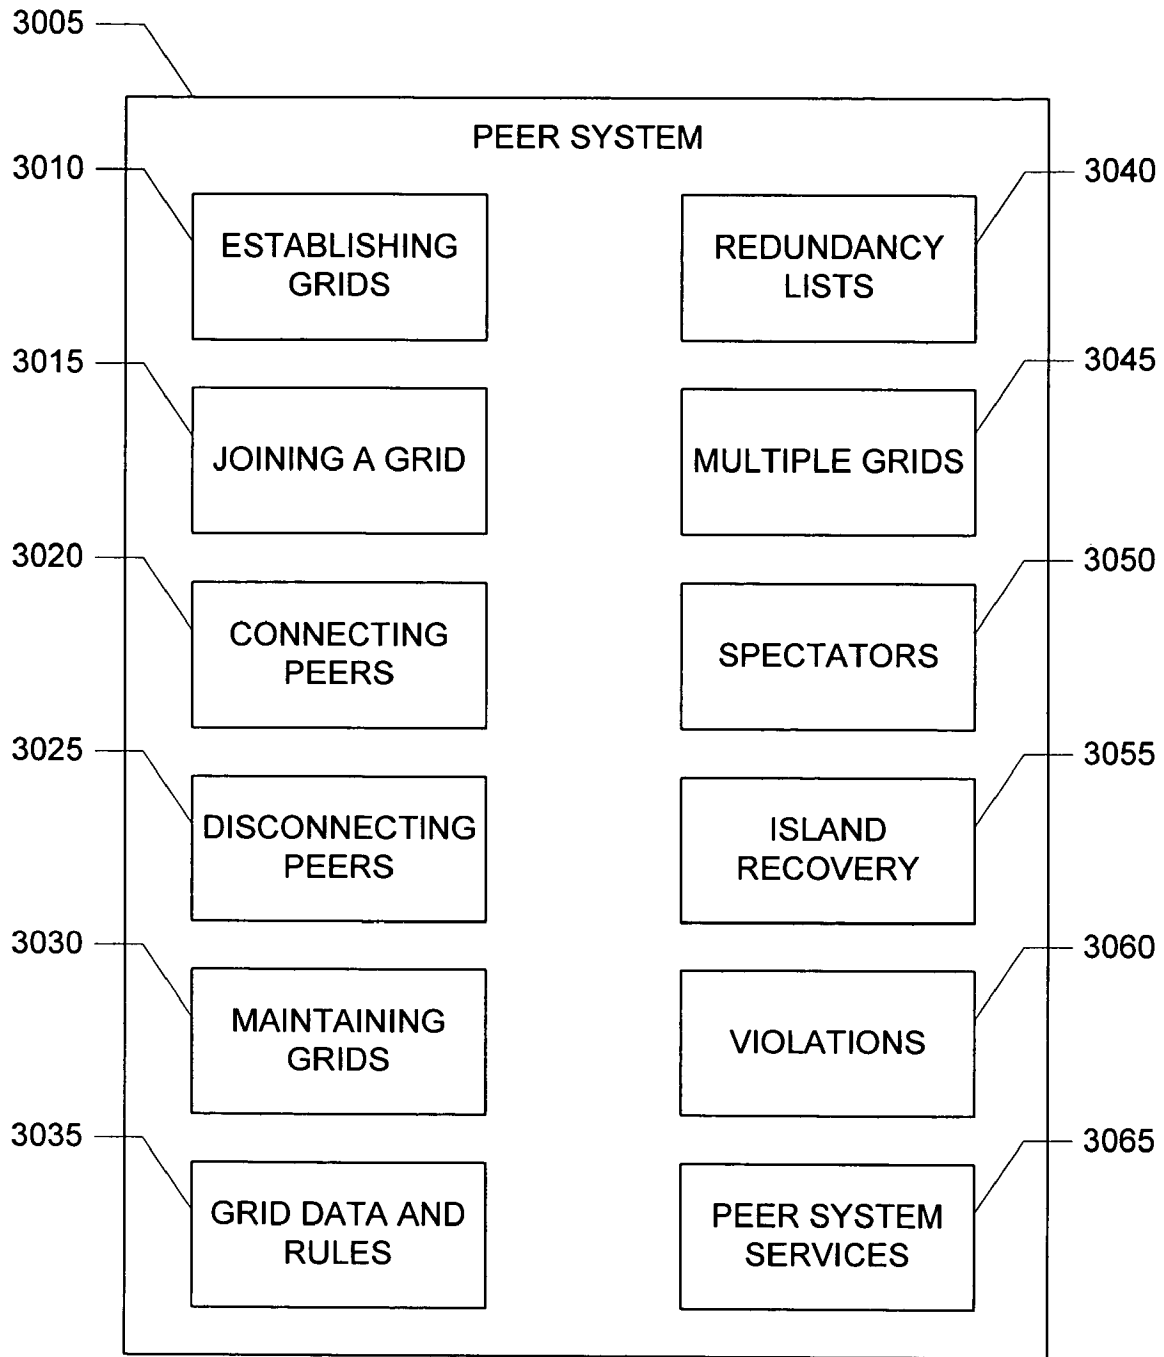 3005
PEER SYSTEM
3010
ESTABLISHING
GRIDS
3015
JOINING A GRID
3020
CONNECTING
PEERS
3025
DISCONNECTING
PEERS
3030
MAINTAINING
GRIDS
3035
GRID DATA AND
RULES
3040
REDUNDANCY
LISTS
3045
MULTIPLE GRIDS
3050
SPECTATORS
3055
ISLAND
RECOVERY
3060
VIOLATIONS
3065
PEER SYSTEM
SERVICES